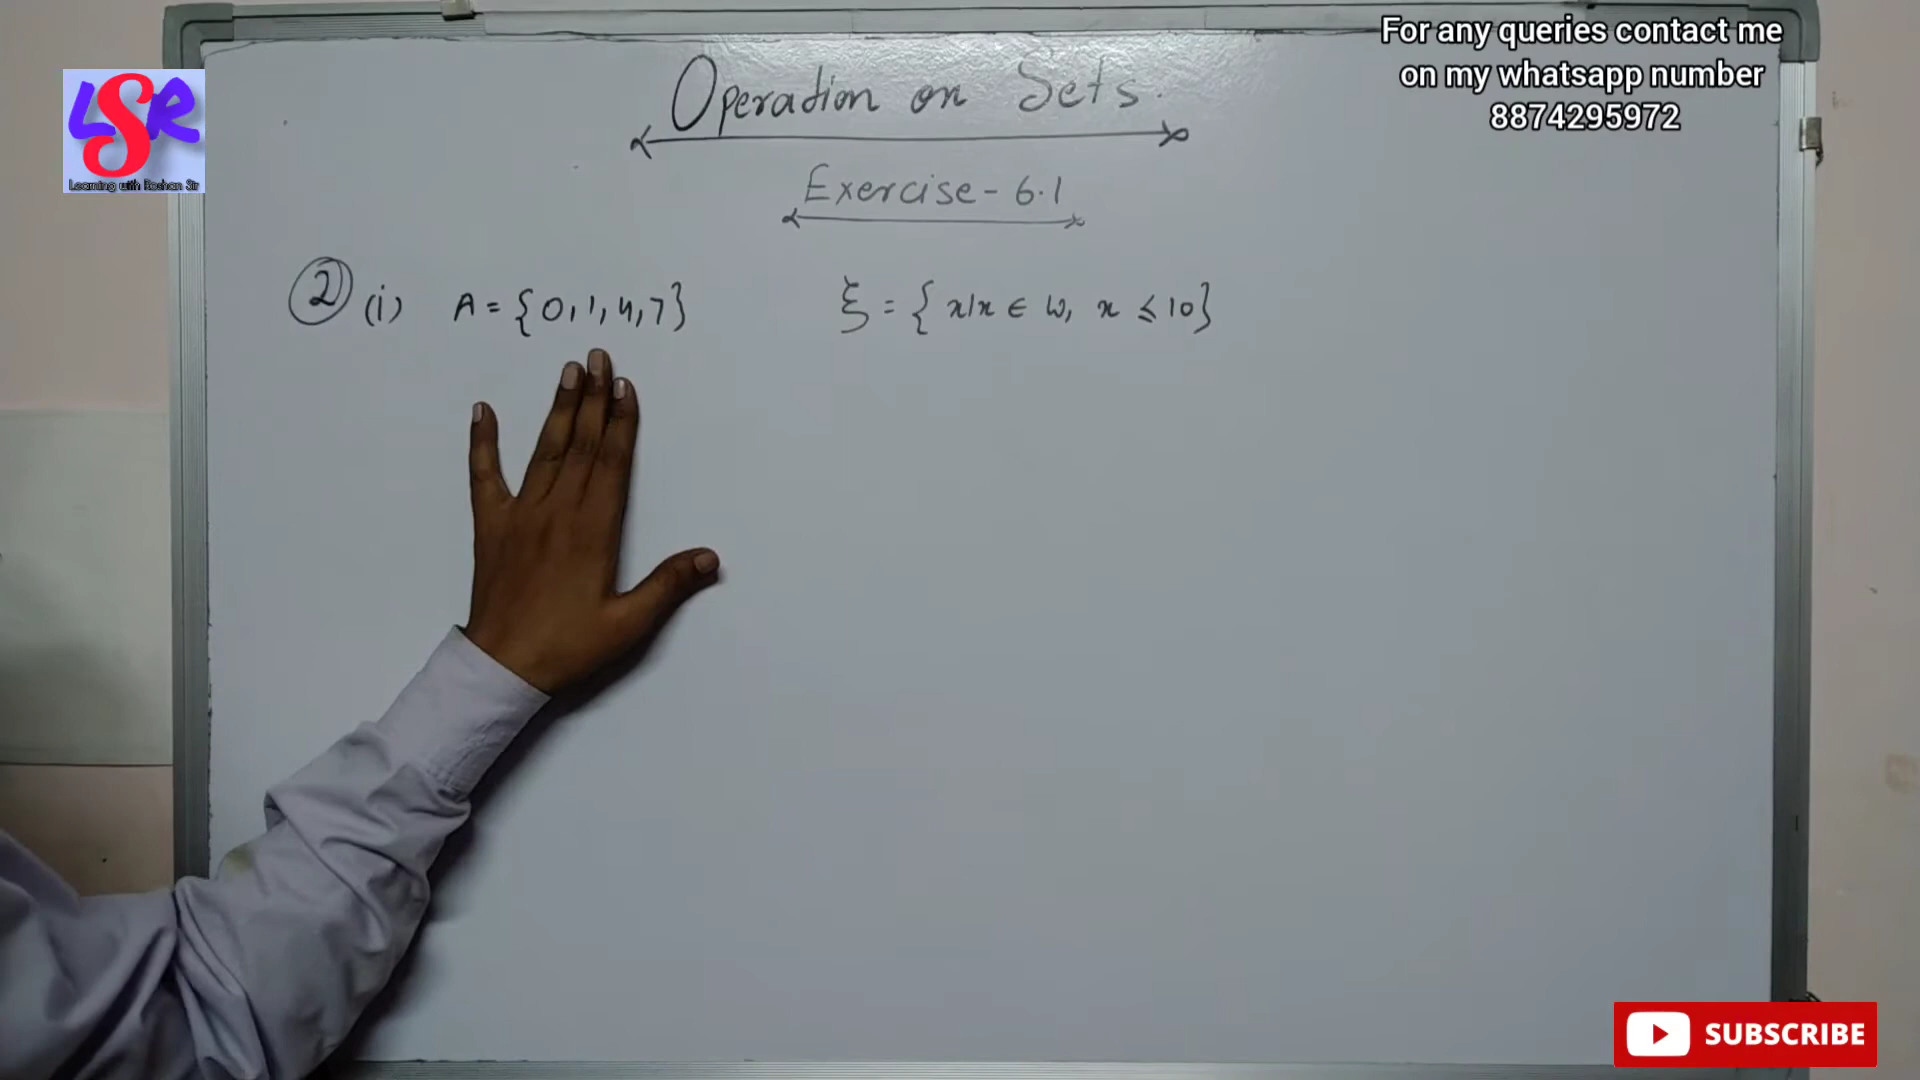 For any queries contact me
on my whatsapp number
8874295972
LSR
Learning with Roshan Sir
Operation on Sets.
Exercise - 6.1
② (i) A = {0, 1, 4, 7} ξ = { x/x ∈ W, x ≤ 10}
SUBSCRIBE